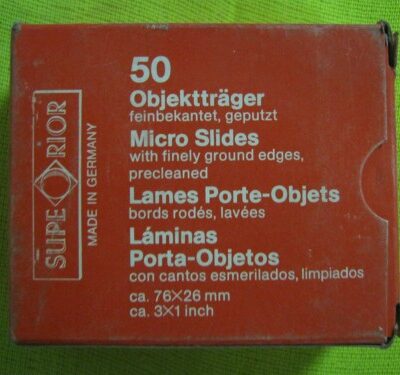 SUPERIOR
MADE IN GERMANY
50
Objektträger
feinbekantet, geputzt
Micro Slides
with finely ground edges,
precleaned
Lames Porte-Objets
bords rodés, lavées
Láminas
Porta-Objetos
con cantos esmerilados, limpiados
ca. 76×26 mm
ca. 3×1 inch